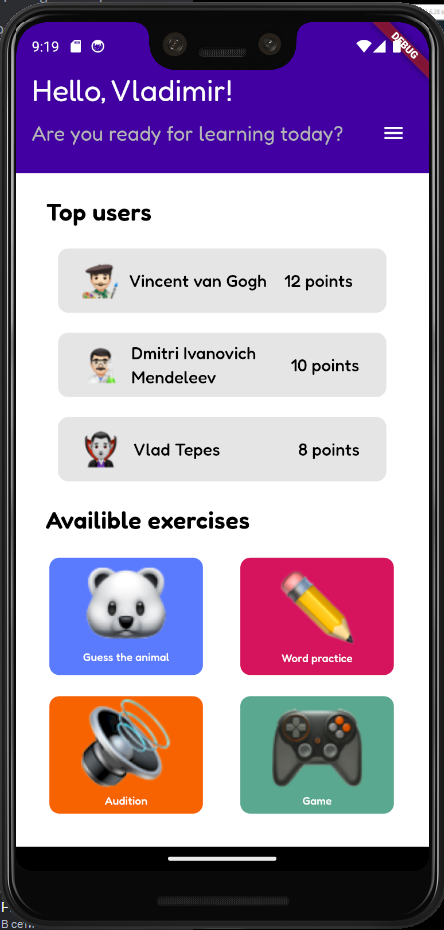 9:19
DEBUG
Hello, Vladimir!
Are you ready for learning today?
Top users
Vincent van Gogh 12 points
Dmitri Ivanovich
Mendeleev
10 points
Vlad Tepes 8 points
Availible exercises
Guess the animal
Word practice
Audition
Game